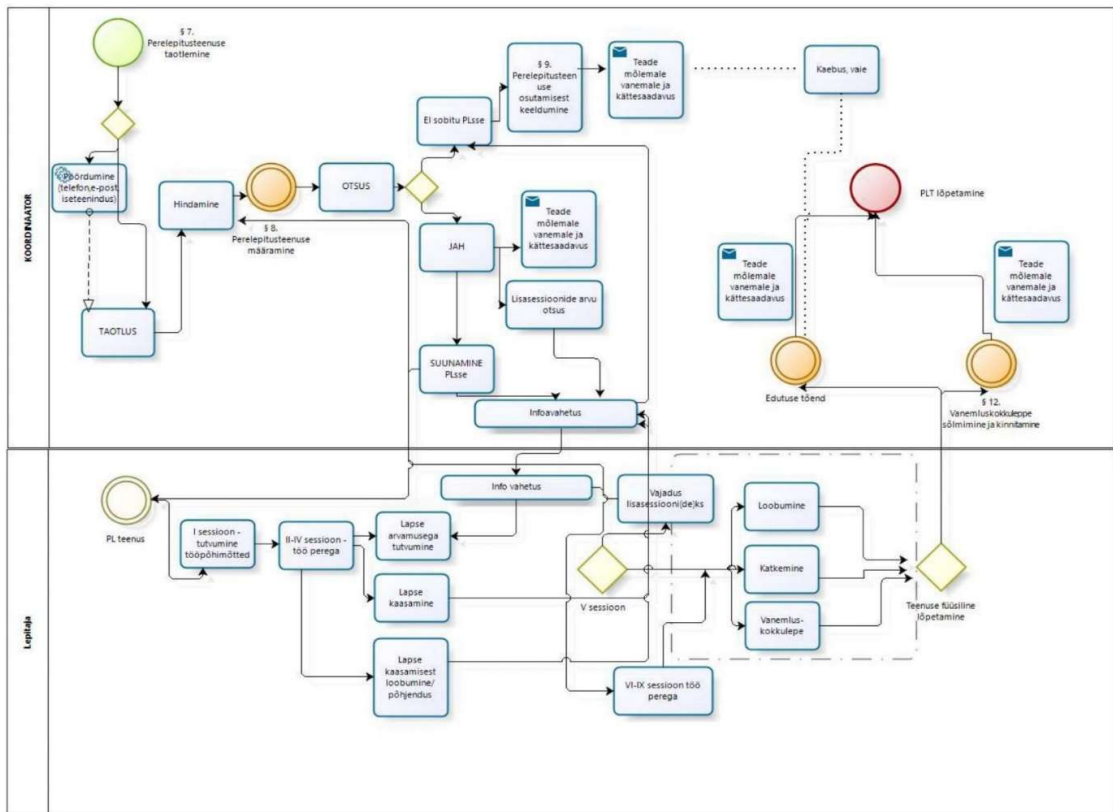 KOORDINAATOR
§ 7.
Perelepitusteenuse
taotlemine
Pöördumine
(telefon,e-post,
iseteenindus)
TAOTLUS
Hindamine
§ 8.
Perelepitusteenuse
määramine
OTSUS
EI sobitu PLsse
§ 9.
Perelepitusteen
use
osutamisest
keeldumine
Teade
mõlemale
vanemale ja
kättesaadavus
Kaebus, vaie
JAH
Teade
mõlemale
vanemale ja
kättesaadavus
Lisasessioonide arvu
otsus
SUUNAMINE
PLsse
Infoavahetus
PLT lõpetamine
Teade
mõlemale
vanemale ja
kättesaadavus
Teade
mõlemale
vanemale ja
kättesaadavus
Edutuse tõend
§ 12.
Vanemluskokkuleppe
sõlmimine ja kinnitamine
Lepitaja
PL teenus
I sessioon -
tutvumine
tööpõhimõtted
II-IV sessioon -
töö perega
Lapse
arvamusega
tutvumine
Lapse
kaasamine
Lapse
kaasamisest
loobumine/
põhjendus
Info vahetus
Vajadus
lisasessiooni(de)ks
V sessioon
VI-IX sessioon töö
perega
Loobumine
Katkemine
Vanemlus-
kokkulepe
Teenuse füüsiline
lõpetamine